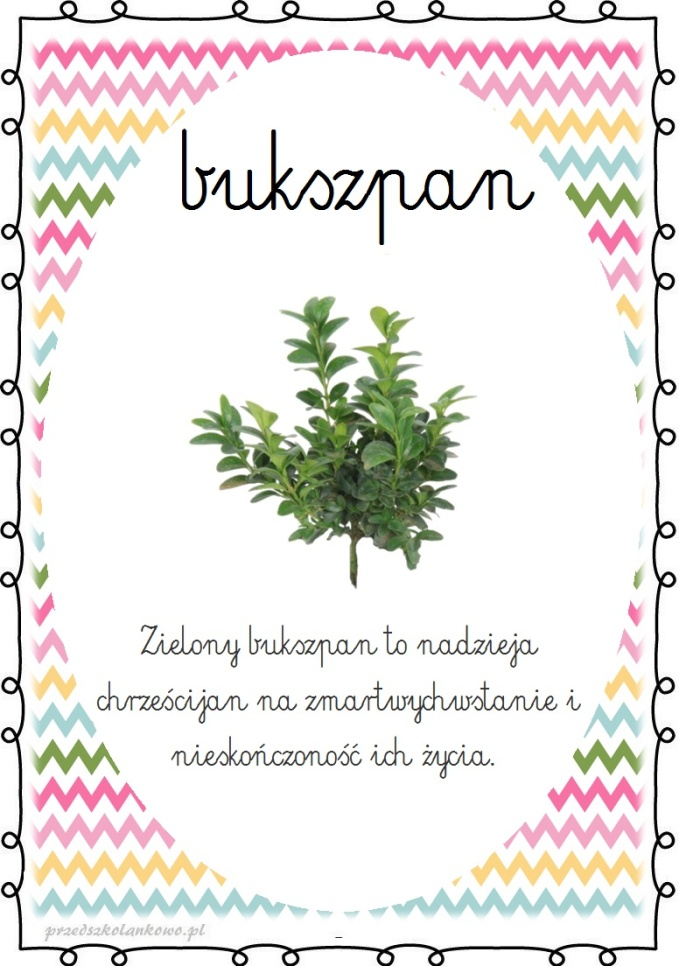 bukszpan
Zielony bukszpan to nadzieja
chrześcijan na zmartwychwstanie i
nieskończoność ich życia.
przedszkolankowo.pl